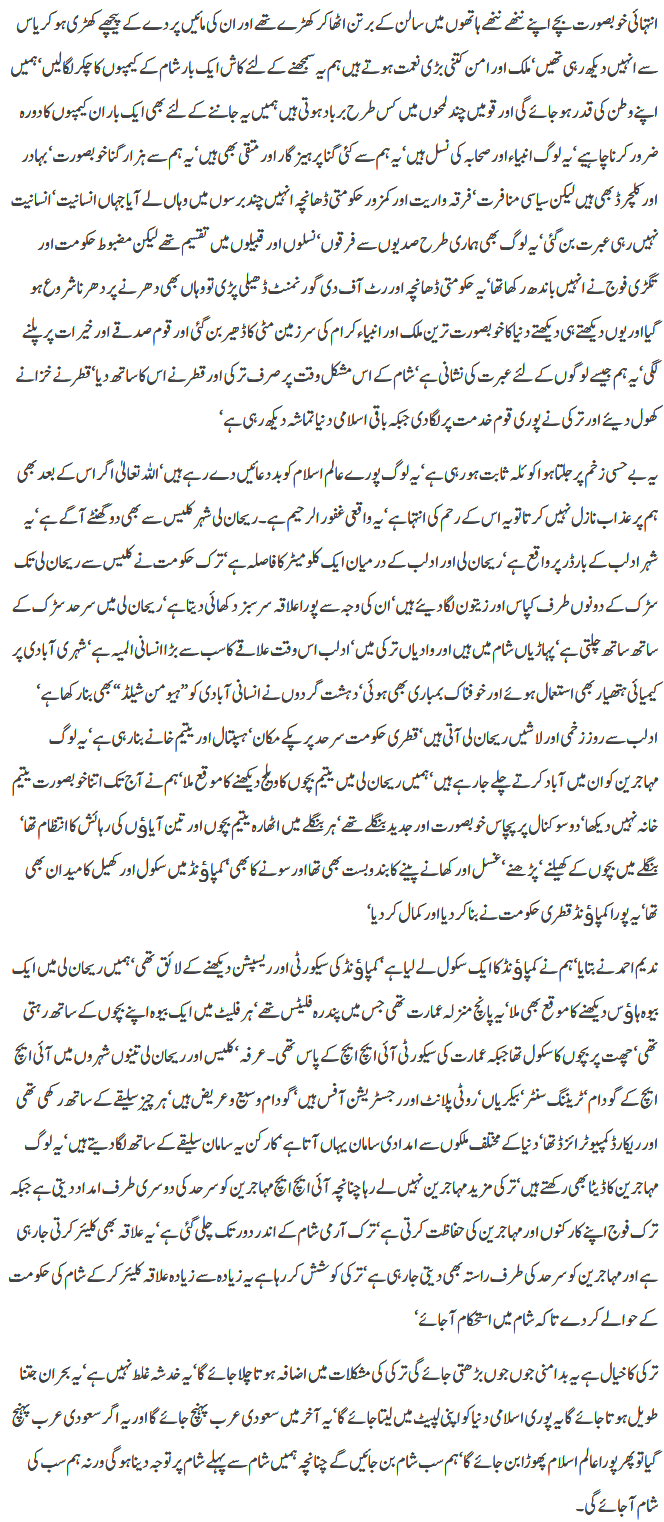 انتہائی خوبصورت بچے اپنے ننھے ننھے ہاتھوں میں سالن کے برتن اٹھا کر کھڑے تھے اور ان کی مائیں پردے کے پیچھے کھڑی ہو کر یاس
سے انہیں دیکھ رہی تھیں‘ ملک اور امن کتنی بڑی نعمت ہوتے ہیں ہم یہ سمجھنے کے لئے کاش ایک بار شام کے کیمپوں کا چکر لگا لیں‘ ہمیں
اپنے وطن کی قدر ہو جائے گی اور قومیں چند لمحوں میں کس طرح برباد ہوتی ہیں ہمیں یہ جاننے کے لئے بھی ایک بار ان کیمپوں کا دورہ
ضرور کرنا چاہیے‘ یہ لوگ انبیاء اور صحابہ کی نسل ہیں‘ یہ ہم سے کئی گنا پرہیز گار اور متقی بھی ہیں‘ یہ ہم سے ہزار گنا خوبصورت‘ بہادر
اور کلچرڈ بھی ہیں لیکن سیاسی منافرت‘ فرقہ واریت اور کمزور حکومتی ڈھانچہ انہیں چند برسوں میں وہاں لے آیا جہاں انسانیت‘ انسانیت
نہیں رہی عبرت بن گئی‘ یہ لوگ بھی ہماری طرح صدیوں سے فرقوں‘ نسلوں اور قبیلوں میں تقسیم تھے لیکن مضبوط حکومت اور
تگڑی فوج نے انہیں باندھ رکھا تھا‘ یہ حکومتی ڈھانچہ اور رٹ آف دی گورنمنٹ ڈھیلی پڑی تو وہاں بھی دھرنے پر دھرنا شروع ہو
گیا اور یوں دیکھتے ہی دیکھتے دنیا کا خوبصورت ترین ملک اور انبیاء کرام کی سرزمین مٹی کا ڈھیر بن گئی اور قوم صدقے اور خیرات پر پلنے
لگی‘ یہ ہم جیسے لوگوں کے لئے عبرت کی نشانی ہے‘ شام کے اس مشکل وقت پر صرف ترکی اور قطر نے اس کا ساتھ دیا‘ قطر نے خزانے
کھول دیئے اور ترکی نے پوری قوم خدمت پر لگا دی جبکہ باقی اسلامی دنیا تماشہ دیکھ رہی ہے‘
یہ بے حسی زخم پر جلتا ہوا کوئلہ ثابت ہو رہی ہے‘ یہ لوگ پورے عالم اسلام کو بددعائیں دے رہے ہیں‘ اللہ تعالیٰ اگر اس کے بعد بھی
ہم پر عذاب نازل نہیں کرتا تو یہ اس کے رحم کی انتہا ہے‘ یہ واقعی غفور الرحیم ہے۔ ریحان لی شہر کلیس سے بھی دو گھنٹے آگے ہے‘ یہ
شہر ادلب کے بارڈر پر واقع ہے‘ ریحان لی اور ادلب کے درمیان ایک کلو میٹر کا فاصلہ ہے‘ ترک حکومت نے کلیس سے ریحان لی تک
سڑک کے دونوں طرف کپاس اور زیتون لگا دیئے ہیں‘ ان کی وجہ سے پورا علاقہ سرسبز دکھائی دیتا ہے‘ ریحان لی میں سرحد سڑک کے
ساتھ ساتھ چلتی ہے‘ پہاڑیاں شام میں ہیں اور وادیاں ترکی میں‘ ادلب اس وقت علاقے کا سب سے بڑا انسانی المیہ ہے‘ شہری آبادی پر
کیمیائی ہتھیار بھی استعمال ہوئے اور خوفناک بمباری بھی ہوئی‘ دہشت گردوں نے انسانی آبادی کو ”ہیومن شیلڈ“ بھی بنا رکھا ہے‘
ادلب سے روز زخمی اور لاشیں ریحان لی آتی ہیں‘ قطری حکومت سرحد پر پکے مکان‘ ہسپتال اور یتیم خانے بنا رہی ہے‘ یہ لوگ
مہاجرین کو ان میں آباد کرتے چلے جا رہے ہیں‘ ہمیں ریحان لی میں یتیم بچوں کا ویلج دیکھنے کا موقع ملا‘ ہم نے آج تک اتنا خوبصورت یتیم
خانہ نہیں دیکھا‘ دو سو کنال پر پچاس خوبصورت اور جدید بنگلے تھے‘ ہر بنگلے میں اٹھارہ یتیم بچوں اور تین آیاؤں کی رہائش کا انتظام تھا‘
بنگلے میں بچوں کے کھیلنے‘ پڑھنے‘ غسل اور کھانے پینے کا بندوبست بھی تھا اور سونے کا بھی‘ کمپاؤنڈ میں سکول اور کھیل کا میدان بھی
تھا‘ یہ پورا کمپاؤنڈ قطری حکومت نے بنا کر دیا اور کمال کر دیا‘
ندیم احمد نے بتایا‘ ہم نے کمپاؤنڈ کا ایک سکول لے لیا ہے‘ کمپاؤنڈ کی سیکورٹی اور ریسپشن دیکھنے کے لائق تھی‘ ہمیں ریحان لی میں ایک
بیوہ ہاؤس دیکھنے کا موقع بھی ملا‘ یہ پانچ منزلہ عمارت تھی جس میں پندرہ فلیٹس تھے‘ ہر فلیٹ میں ایک بیوہ اپنے بچوں کے ساتھ رہتی
تھی‘ چھت پر بچوں کا سکول تھا جبکہ عمارت کی سیکورٹی آئی ایچ ایچ کے پاس تھی۔ عرفہ‘ کلیس اور ریحان لی تینوں شہروں میں آئی ایچ
ایچ کے گودام‘ ٹریننگ سنٹر‘ بیکریاں‘ روٹی پلانٹ اور رجسٹریشن آفس ہیں‘ گودام وسیع و عریض ہیں‘ ہر چیز سلیقے کے ساتھ رکھی تھی
اور ریکارڈ کمپیوٹرائزڈ تھا‘ دنیا کے مختلف ملکوں سے امدادی سامان یہاں آتا ہے‘ کارکن یہ سامان سلیقے کے ساتھ لگا دیتے ہیں‘ یہ لوگ
مہاجرین کا ڈیٹا بھی رکھتے ہیں‘ ترکی مزید مہاجرین نہیں لے رہا چنانچہ آئی ایچ ایچ مہاجرین کو سرحد کی دوسری طرف امداد دیتی ہے جبکہ
ترک فوج اپنے کارکنوں اور مہاجرین کی حفاظت کرتی ہے‘ ترک آرمی شام کے اندر دور تک چلی گئی ہے‘ یہ علاقہ بھی کلیئر کرتی جا رہی
ہے اور مہاجرین کو سرحد کی طرف راستہ بھی دیتی جا رہی ہے‘ ترکی کوشش کر رہا ہے یہ زیادہ سے زیادہ علاقہ کلیئر کر کے شام کی حکومت
کے حوالے کر دے تاکہ شام میں استحکام آ جائے‘
ترکی کا خیال ہے یہ بدامنی جوں جوں بڑھتی جائے گی ترکی کی مشکلات میں اضافہ ہوتا چلا جائے گا‘ یہ خدشہ غلط نہیں ہے‘ یہ بحران جتنا
طویل ہوتا جائے گا یہ پوری اسلامی دنیا کو اپنی لپیٹ میں لیتا جائے گا‘ یہ آخر میں سعودی عرب پہنچ جائے گا اور یہ اگر سعودی عرب پہنچ
گیا تو پھر پورا عالم اسلام پھوڑا بن جائے گا‘ ہم سب شام بن جائیں گے چنانچہ ہمیں شام سے پہلے شام پر توجہ دینا ہو گی ورنہ ہم سب کی
شام آ جائے گی۔